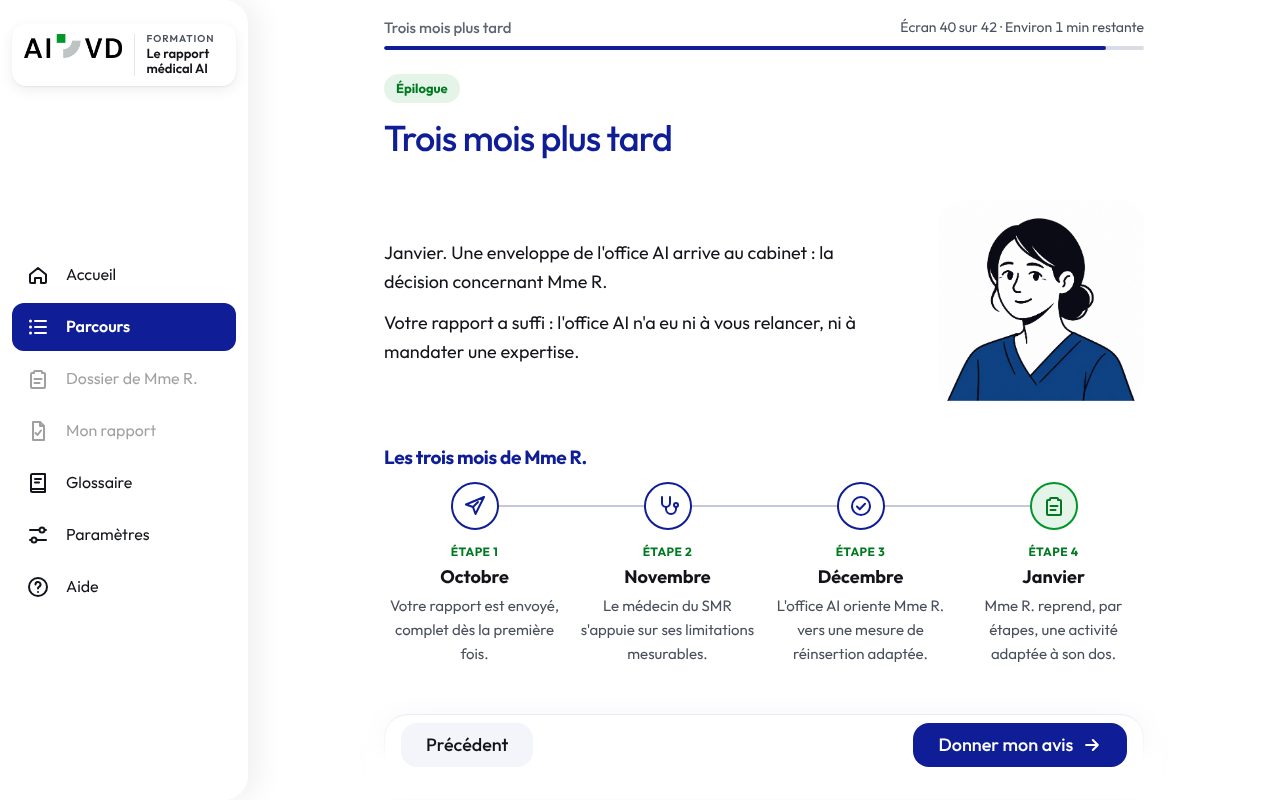 AI VD
FORMATION
Le rapport
médical AI
Accueil
Parcours
Dossier de Mme R.
Mon rapport
Glossaire
Paramètres
Aide
Trois mois plus tard
Écran 40 sur 42 · Environ 1 min restante
Épilogue
Trois mois plus tard
Janvier. Une enveloppe de l'office AI arrive au cabinet : la
décision concernant Mme R.
Votre rapport a suffi : l'office AI n'a eu ni à vous relancer, ni à
mandater une expertise.
Les trois mois de Mme R.
ÉTAPE 1
Octobre
Votre rapport est envoyé,
complet dès la première
fois.
ÉTAPE 2
Novembre
Le médecin du SMR
s'appuie sur ses limitations
mesurables.
ÉTAPE 3
Décembre
L'office AI oriente Mme R.
vers une mesure de
réinsertion adaptée.
ÉTAPE 4
Janvier
Mme R. reprend, par
étapes, une activité
adaptée à son dos.
Précédent
Donner mon avis